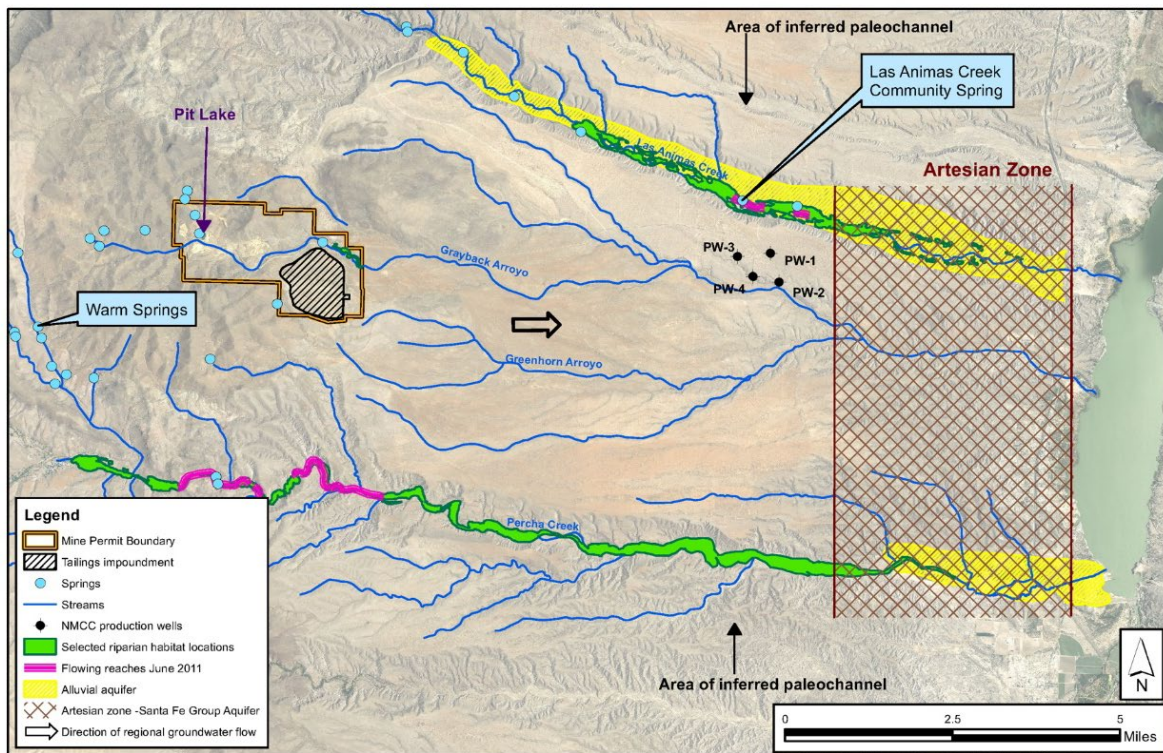 Area of inferred paleochannel
Las Animas Creek
Community Spring
Pit Lake
Las Animas Creek
Artesian Zone
PW-3
PW-1
PW-4
PW-2
Grayback Arroyo
Warm Springs
Greenhorn Arroyo
Percha Creek
Area of inferred paleochannel
Legend
Mine Permit Boundary
Tailings impoundment
Springs
Streams
NMCC production wells
Selected riparian habitat locations
Flowing reaches June 2011
Alluvial aquifer
Artesian zone -Santa Fe Group Aquifer
Direction of regional groundwater flow
N
0 2.5 5
Miles